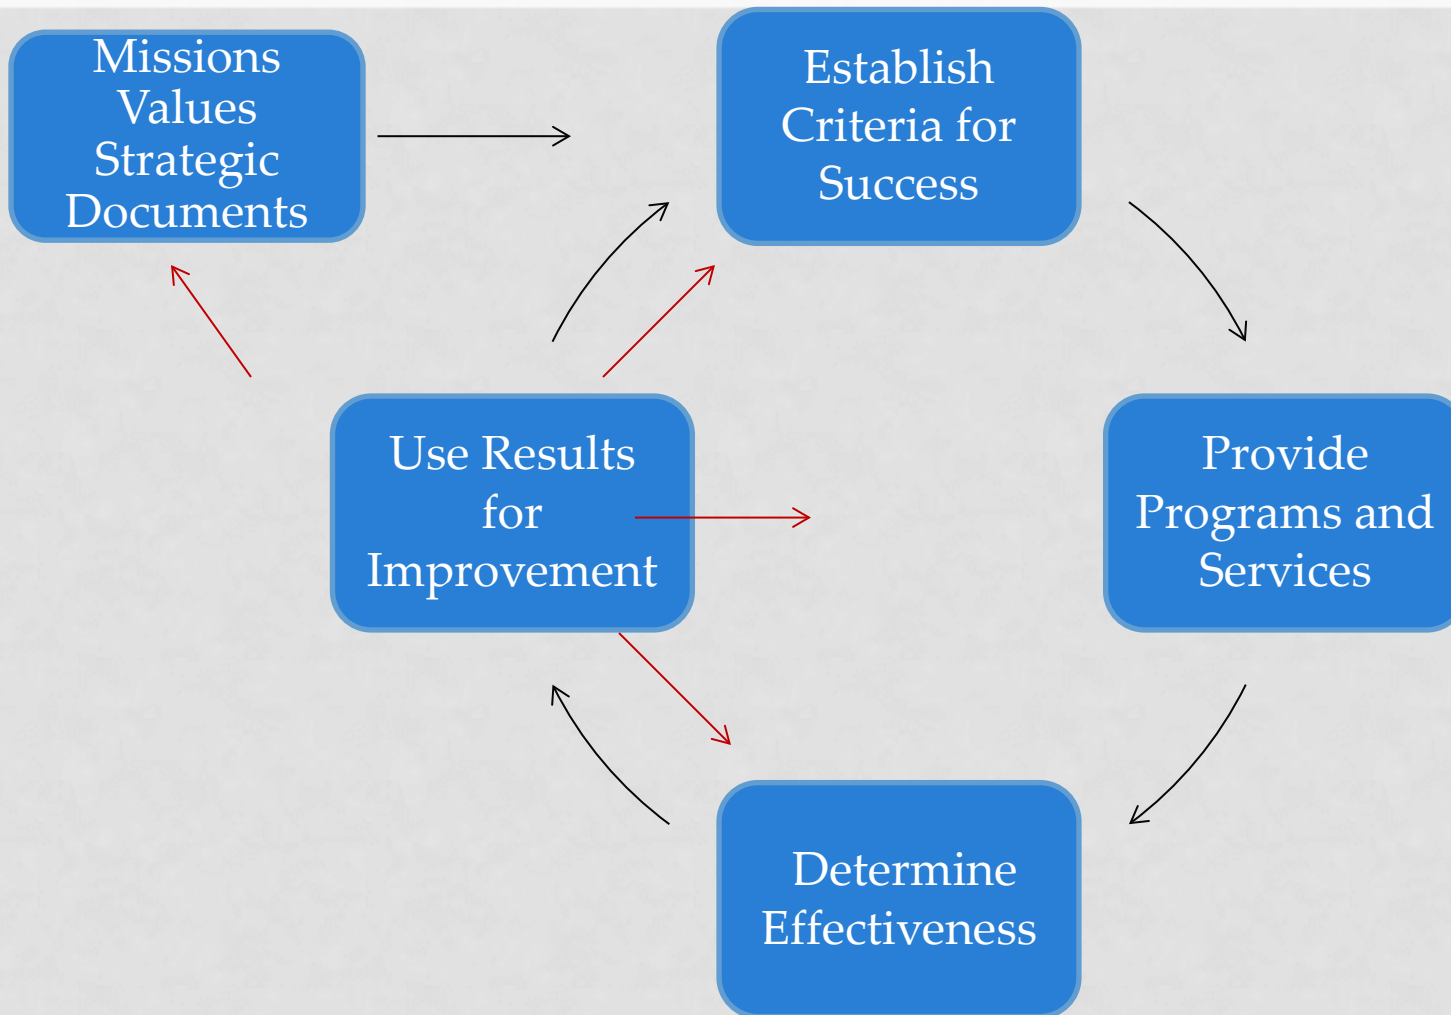 Missions
Values
Strategic
Documents
Establish
Criteria for
Success
Use Results
for
Improvement
Provide
Programs and
Services
Determine
Effectiveness